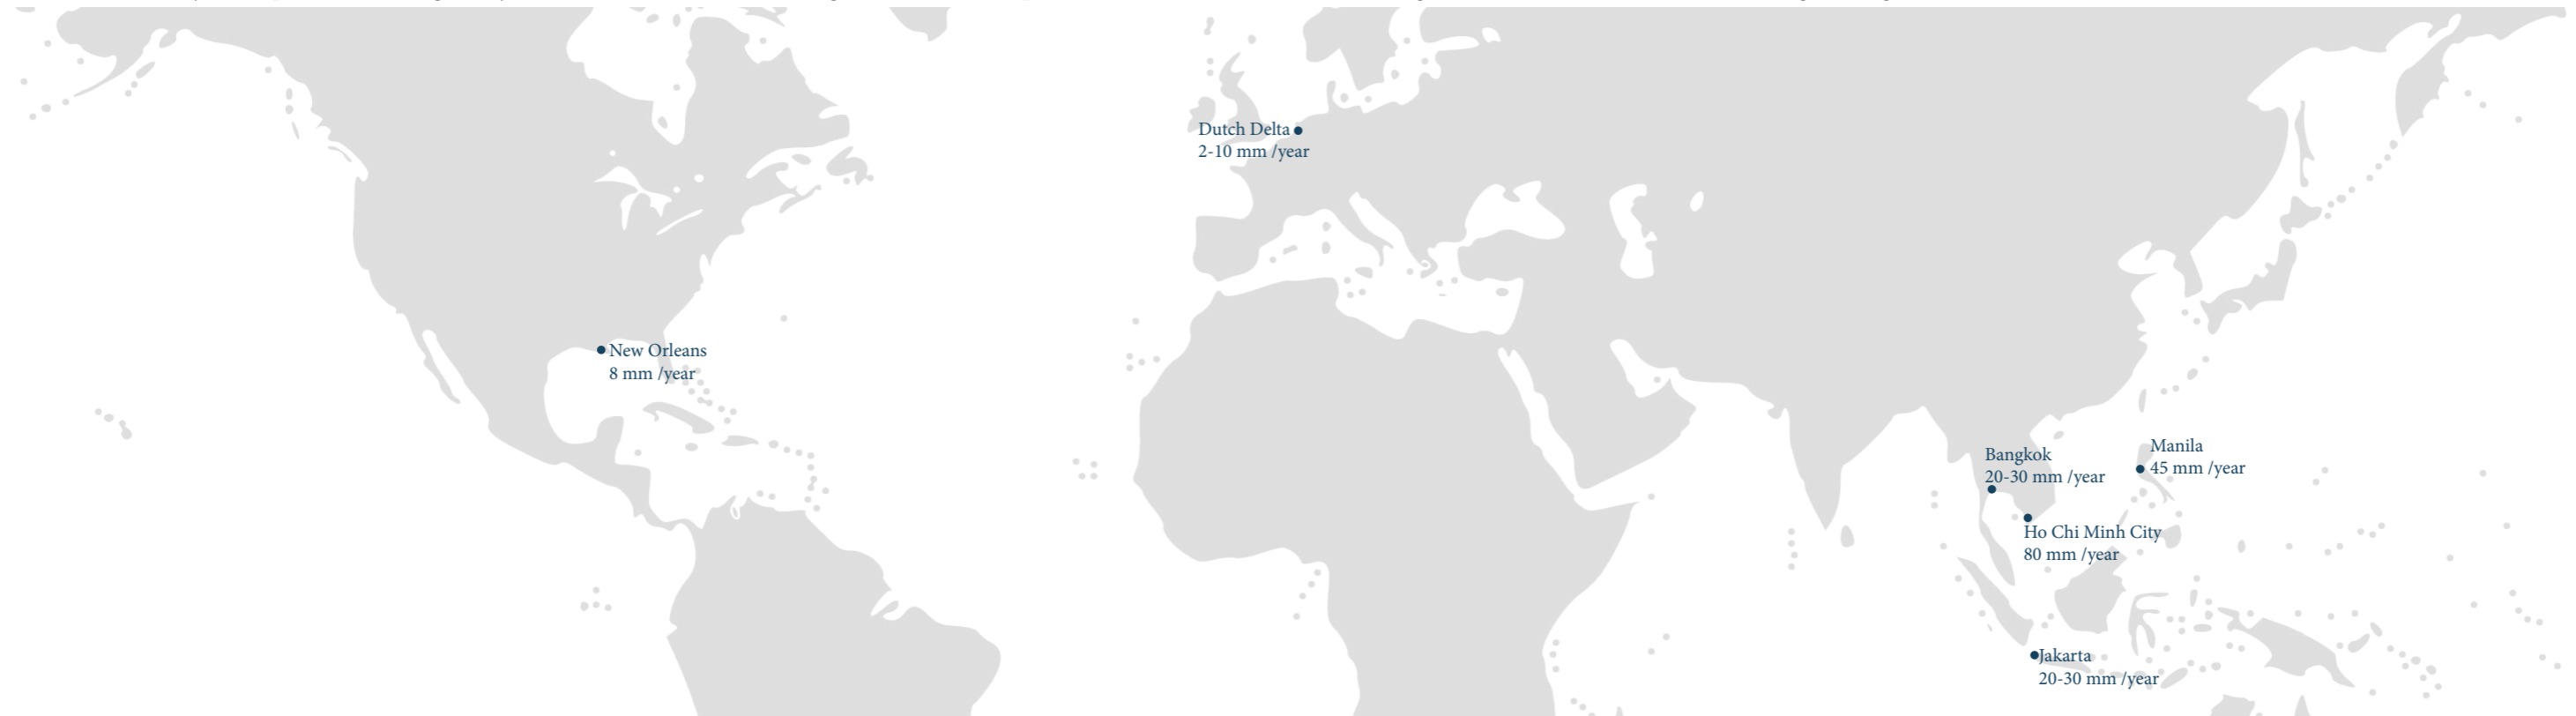 Dutch Delta
2-10 mm /year
New Orleans
8 mm /year
Manila
45 mm /year
Bangkok
20-30 mm /year
Ho Chi Minh City
80 mm /year
Jakarta
20-30 mm /year